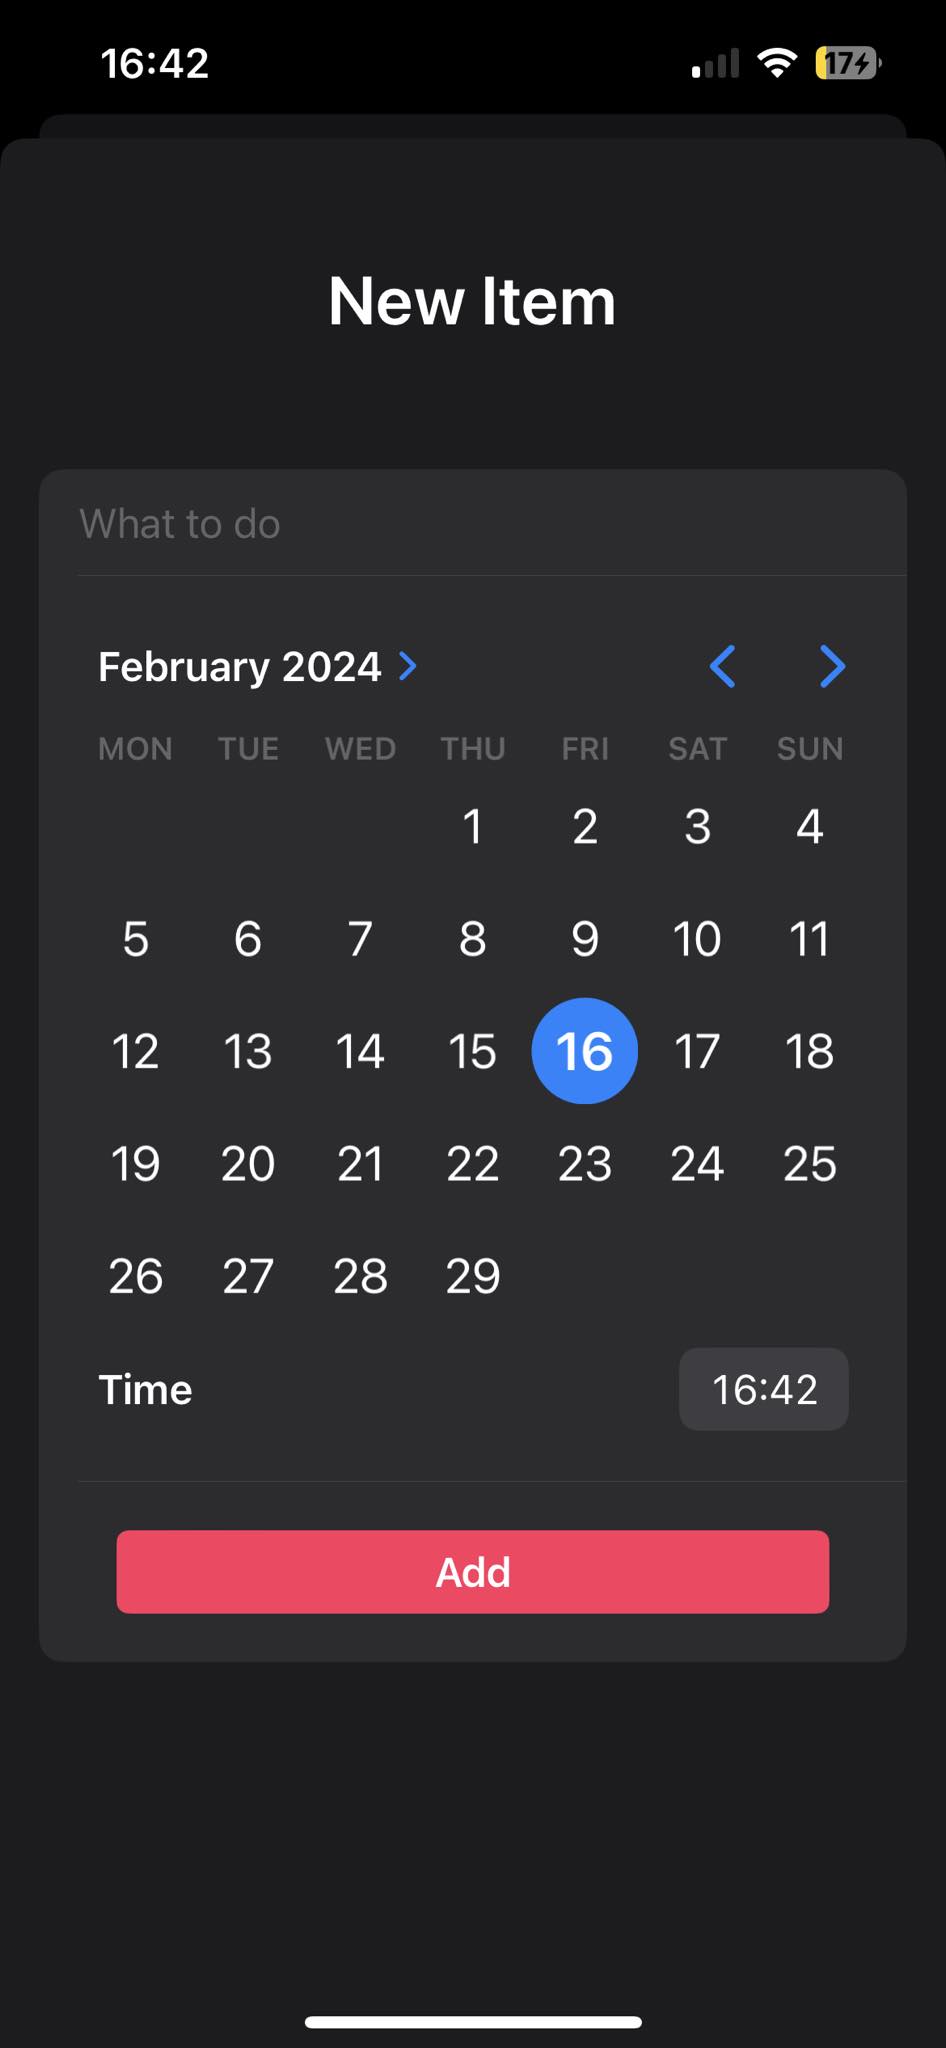 16:42
17
New Item
What to do
February 2024
MON TUE WED THU FRI SAT SUN
1 2 3 4
5 6 7 8 9 10 11
12 13 14 15 16 17 18
19 20 21 22 23 24 25
26 27 28 29
Time 16:42
Add